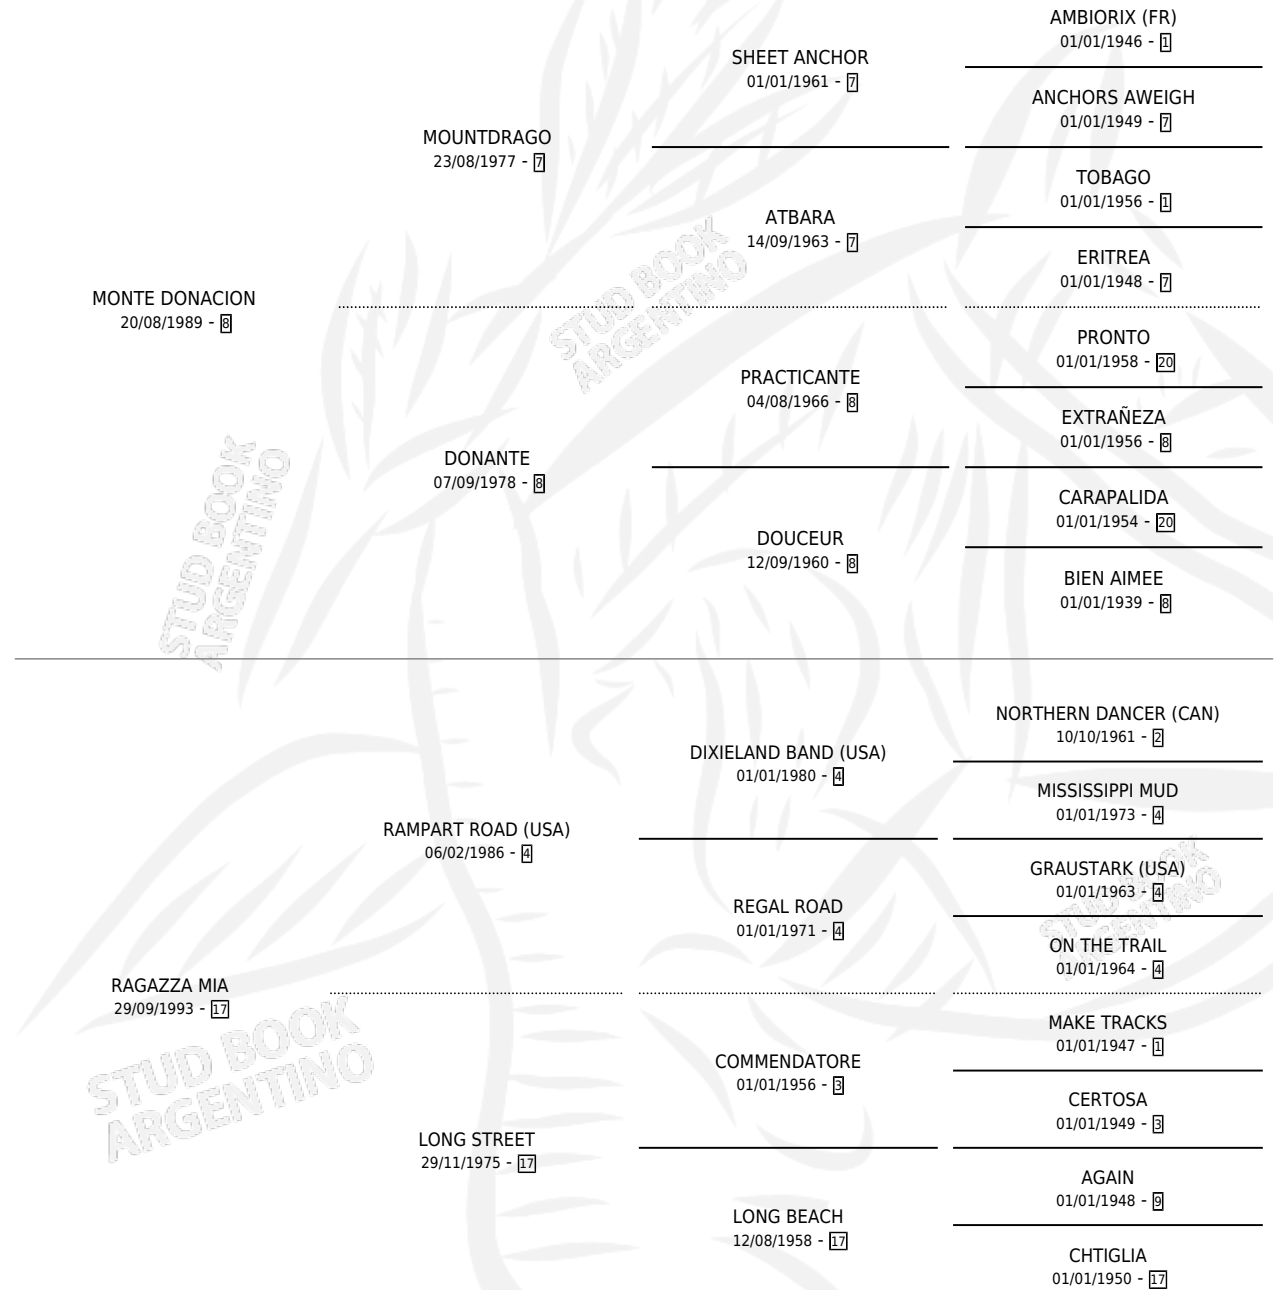 AMBIORIX (FR)
01/01/1946 - 1
SHEET ANCHOR
01/01/1961 - 7
ANCHORS AWEIGH
01/01/1949 - 7
MOUNTDRAGO
23/08/1977 - 7
TOBAGO
01/01/1956 - 1
ATBARA
14/09/1963 - 7
ERITREA
01/01/1948 - 7
MONTE DONACION
20/08/1989 - 8
PRONTO
01/01/1958 - 20
PRACTICANTE
04/08/1966 - 8
EXTRAÑEZA
01/01/1956 - 8
DONANTE
07/09/1978 - 8
CARAPALIDA
01/01/1954 - 20
DOUCEUR
12/09/1960 - 8
BIEN AIMEE
01/01/1939 - 8
STUD BOOK
ARGENTINO
STUD BOOK
ARGENTINO
NORTHERN DANCER (CAN)
10/10/1961 - 2
DIXIELAND BAND (USA)
01/01/1980 - 4
MISSISSIPPI MUD
01/01/1973 - 4
RAMPART ROAD (USA)
06/02/1986 - 4
GRAUSTARK (USA)
01/01/1963 - 4
REGAL ROAD
01/01/1971 - 4
ON THE TRAIL
01/01/1964 - 4
RAGAZZA MIA
29/09/1993 - 17
MAKE TRACKS
01/01/1947 - 1
COMMENDATORE
01/01/1956 - 3
CERTOSA
01/01/1949 - 3
LONG STREET
29/11/1975 - 17
AGAIN
01/01/1948 - 9
LONG BEACH
12/08/1958 - 17
CHTIGLIA
01/01/1950 - 17
STUD BOOK
ARGENTINO
STUD BOOK
ARGENTINO